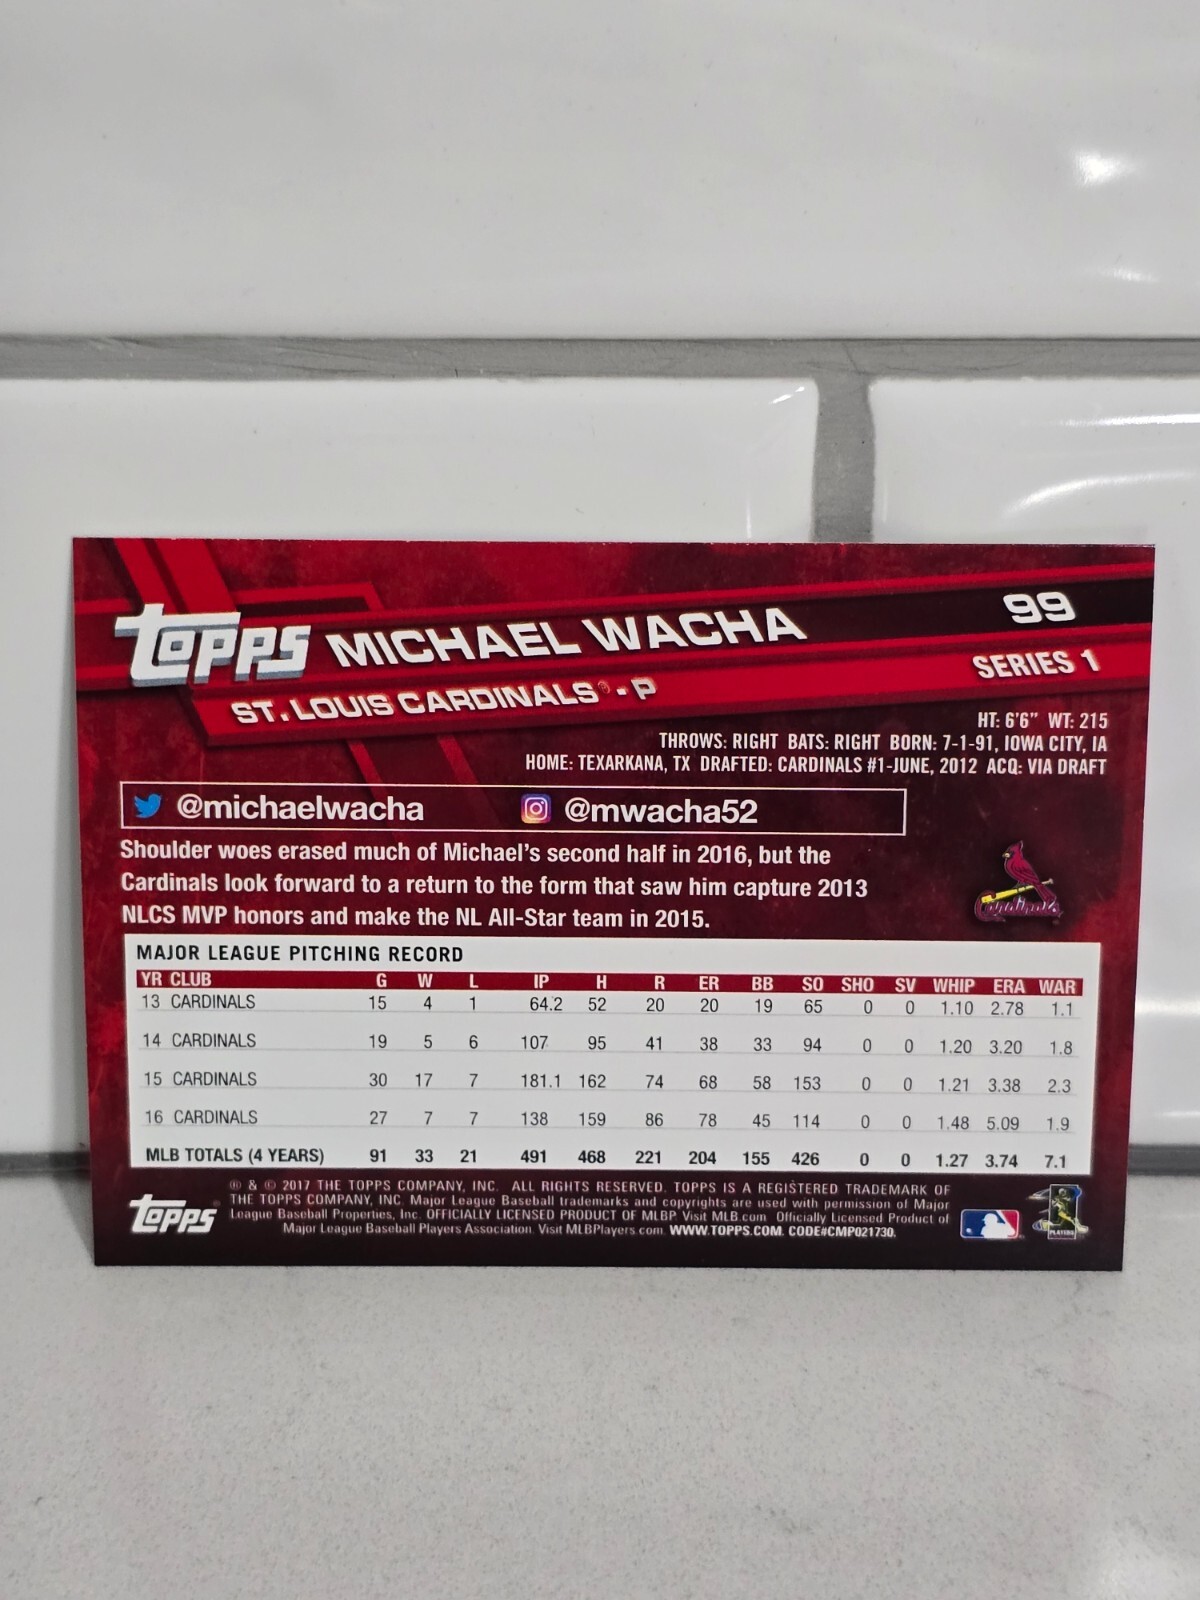 topps MICHAEL WACHA 99
ST. LOUIS CARDINALS® - P SERIES 1
HT: 6'6" WT: 215
THROWS: RIGHT BATS: RIGHT BORN: 7-1-91, IOWA CITY, IA
HOME: TEXARKANA, TX DRAFTED: CARDINALS #1-JUNE, 2012 ACQ: VIA DRAFT
@michaelwacha @mwacha52
Shoulder woes erased much of Michael's second half in 2016, but the
Cardinals look forward to a return to the form that saw him capture 2013
NLCS MVP honors and make the NL All-Star team in 2015.
Cardinals
MAJOR LEAGUE PITCHING RECORD
YR CLUB G W L IP H R ER BB SO SHO SV WHIP ERA WAR
13 CARDINALS 15 4 1 64.2 52 20 20 19 65 0 0 1.10 2.78 1.1
14 CARDINALS 19 5 6 107 95 41 38 33 94 0 0 1.20 3.20 1.8
15 CARDINALS 30 17 7 181.1 162 74 68 58 153 0 0 1.21 3.38 2.3
16 CARDINALS 27 7 7 138 159 86 78 45 114 0 0 1.48 5.09 1.9
MLB TOTALS (4 YEARS) 91 33 21 491 468 221 204 155 426 0 0 1.27 3.74 7.1
® & © 2017 THE TOPPS COMPANY, INC. ALL RIGHTS RESERVED. TOPPS IS A REGISTERED TRADEMARK OF
THE TOPPS COMPANY, INC. Major League Baseball trademarks and copyrights are used with permission of Major
League Baseball Properties, Inc. OFFICIALLY LICENSED PRODUCT OF MLBP Visit MLB.com Officially Licensed Product of
Major League Baseball Players Association. Visit MLBPlayers.com. WWW.TOPPS.COM. CODE#CMP021730.
topps
PLAYERS